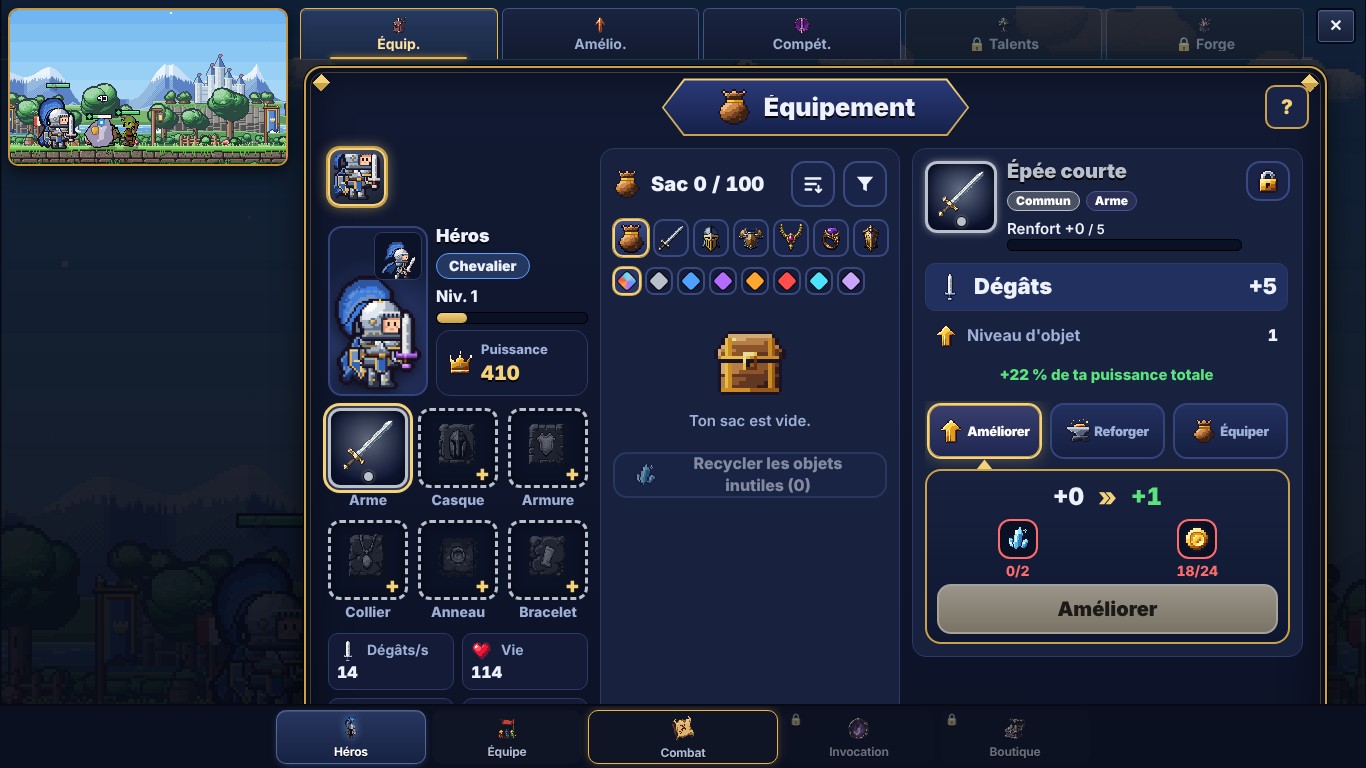 Équip.
Amélio.
Compét.
Talents
Forge
Équipement
?
Héros
Chevalier
Niv. 1
Puissance
410
Arme
Casque
Armure
Collier
Anneau
Bracelet
Dégâts/s
14
Vie
114
Sac 0 / 100
Ton sac est vide.
Recycler les objets
inutiles (0)
Épée courte
Commun
Arme
Renfort +0 / 5
Dégâts
+5
Niveau d'objet
1
+22 % de ta puissance totale
Améliorer
Reforger
Équiper
+0 » +1
0/2
18/24
Améliorer
Héros
Équipe
Combat
Invocation
Boutique